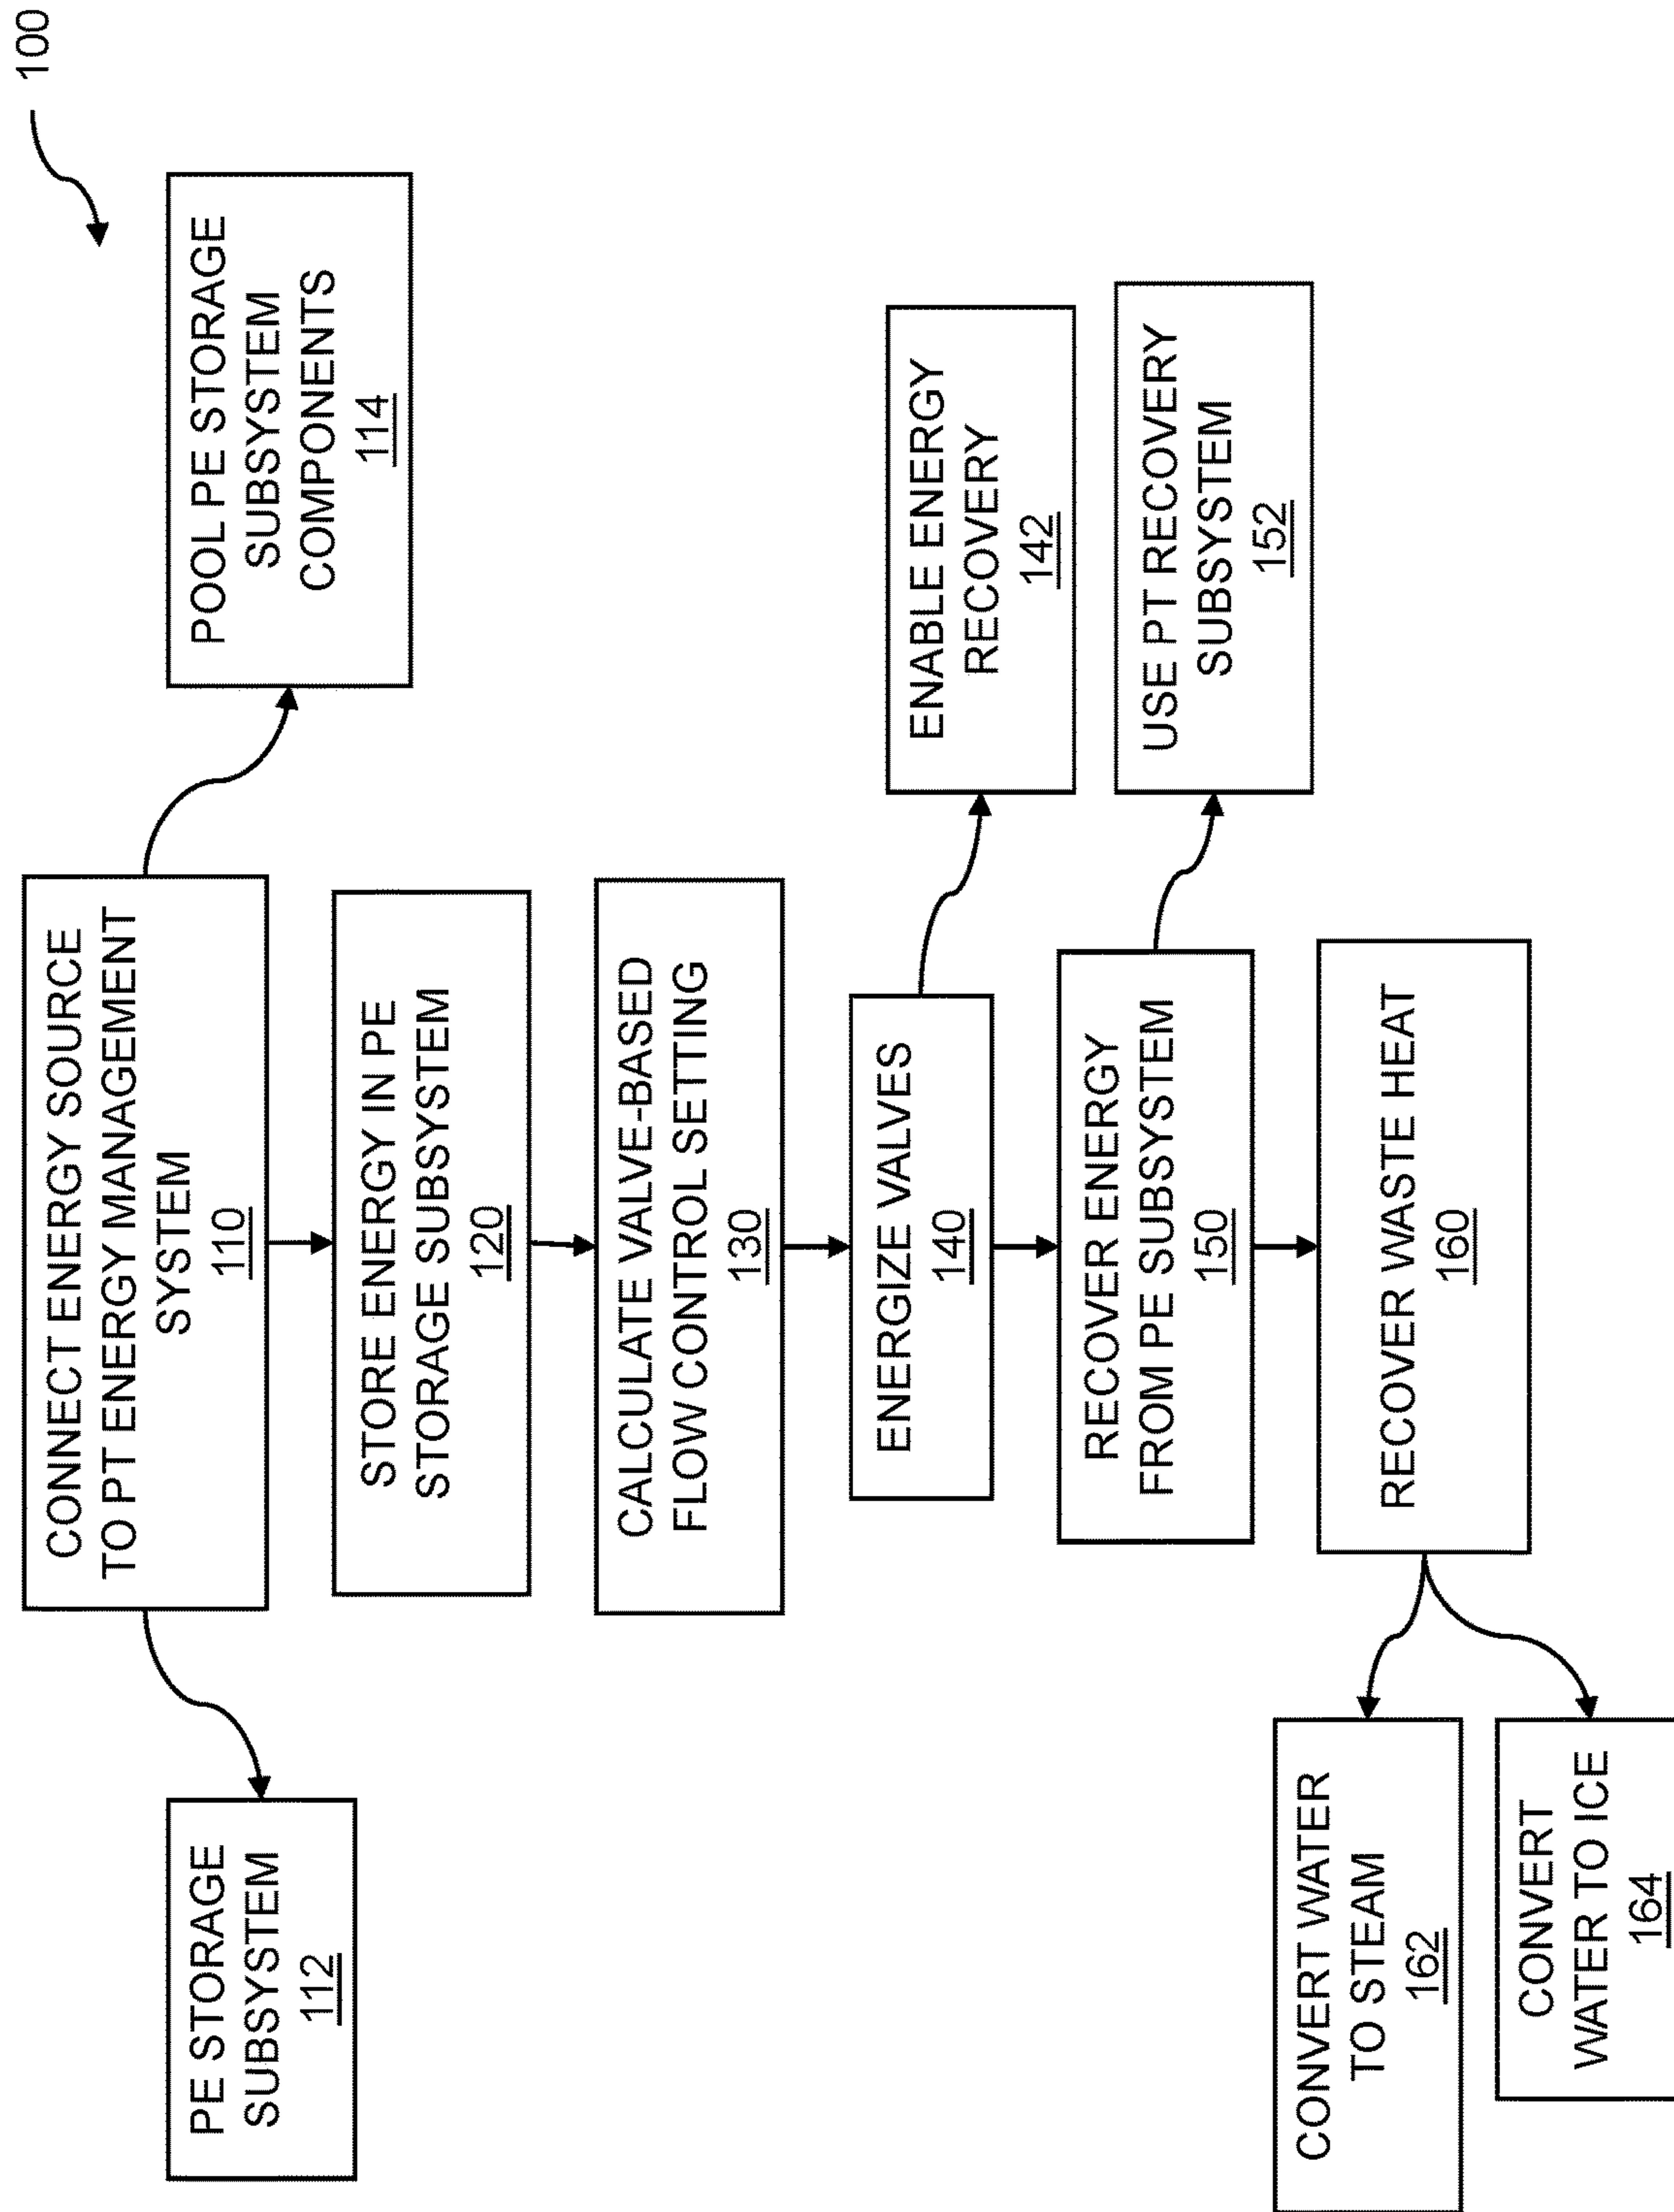 100
CONNECT ENERGY SOURCE
TO PT ENERGY MANAGEMENT
SYSTEM
110
PE STORAGE
SUBSYSTEM
112
POOL PE STORAGE
SUBSYSTEM
COMPONENTS
114
STORE ENERGY IN PE
STORAGE SUBSYSTEM
120
CALCULATE VALVE-BASED
FLOW CONTROL SETTING
130
ENERGIZE VALVES
140
ENABLE ENERGY
RECOVERY
142
RECOVER ENERGY
FROM PE SUBSYSTEM
150
USE PT RECOVERY
SUBSYSTEM
152
RECOVER WASTE HEAT
160
CONVERT WATER
TO STEAM
162
CONVERT
WATER TO ICE
164